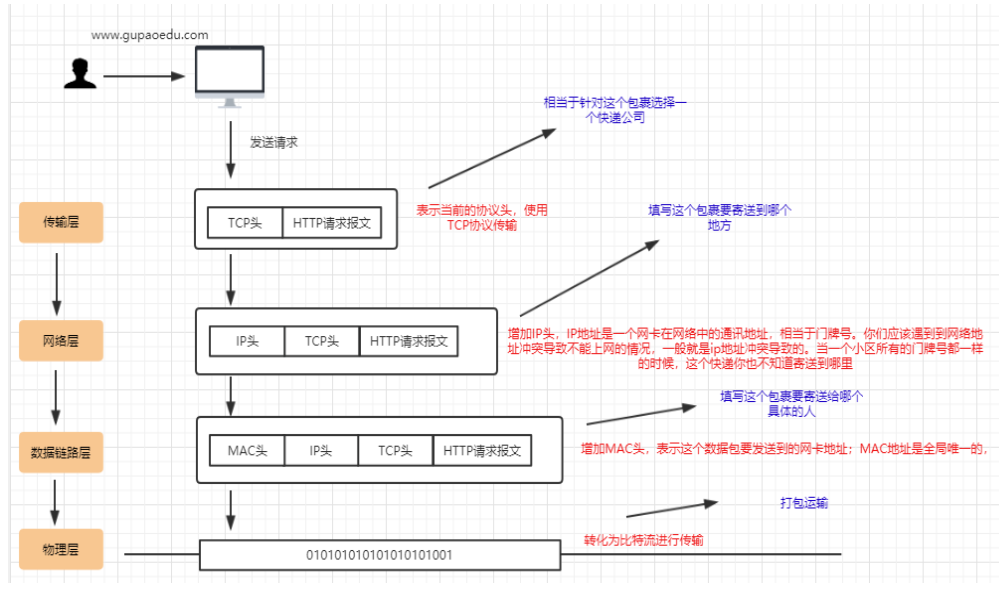 www.gupaoedu.com
发送请求
相当于针对这个包裹选择一
个快递公司
传输层
TCP头
HTTP请求报文
表示当前的协议头，使用
TCP协议传输
填写这个包裹要寄送到哪个
地方
网络层
IP头
TCP头
HTTP请求报文
增加IP头，IP地址是一个网卡在网络中的通讯地址，相当于门牌号。你们应该遇到到网络地
址冲突导致不能上网的情况，一般就是ip地址冲突导致的。当一个小区所有的门牌号都一样
的时候，这个快递你也不知道寄送到哪里
填写这个包裹要寄送给哪个
具体的人
数据链路层
MAC头
IP头
TCP头
HTTP请求报文
增加MAC头，表示这个数据包要发送到的网卡地址；MAC地址是全局唯一的，
打包运输
物理层
010101010101010101001
转化为比特流进行传输